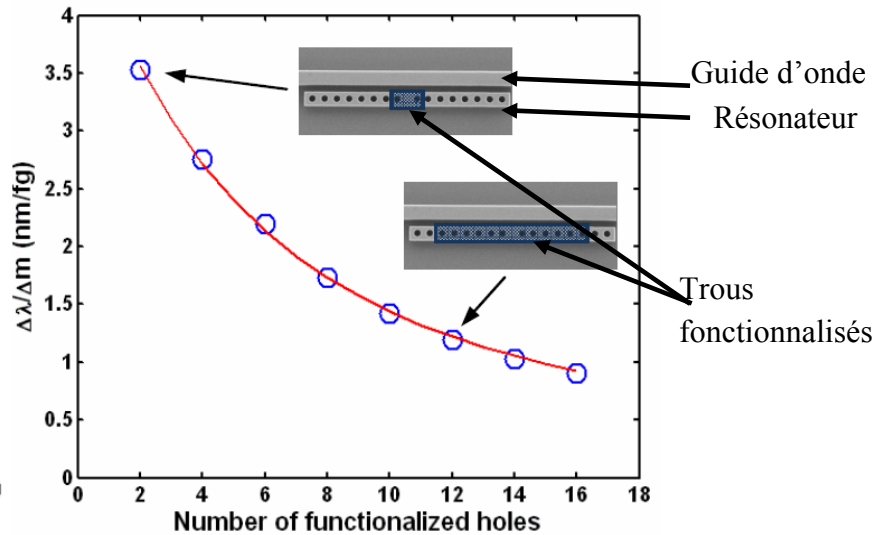 4
3.5
3
2.5
2
1.5
1
0.5
0
Δλ/Δm (nm/fg)
0 2 4 6 8 10 12 14 16 18
Number of functionalized holes
Guide d’onde
Résonateur
Trous
fonctionnalisés